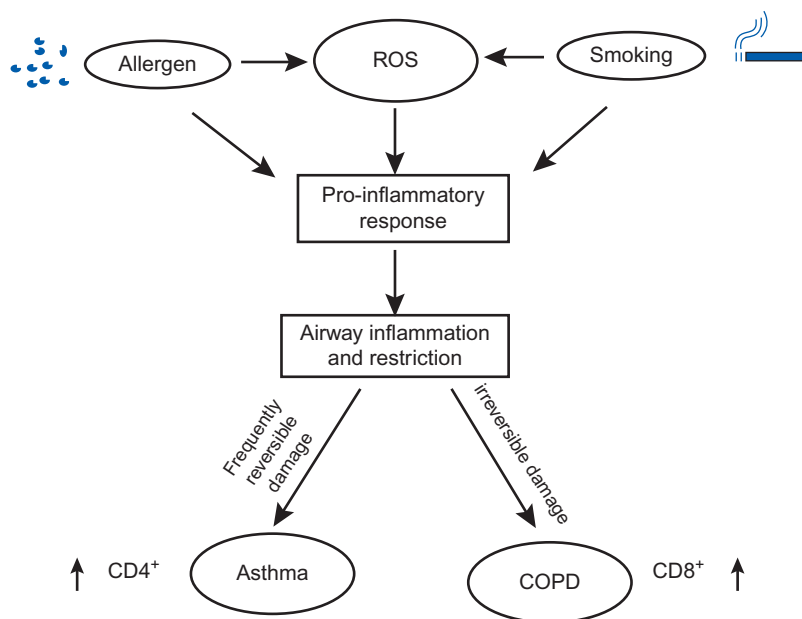 Allergen
ROS
Smoking
Pro-inflammatory
response
Airway inflammation
and restriction
Frequently
reversible
damage
irreversible damage
CD4⁺
Asthma
COPD
CD8⁺